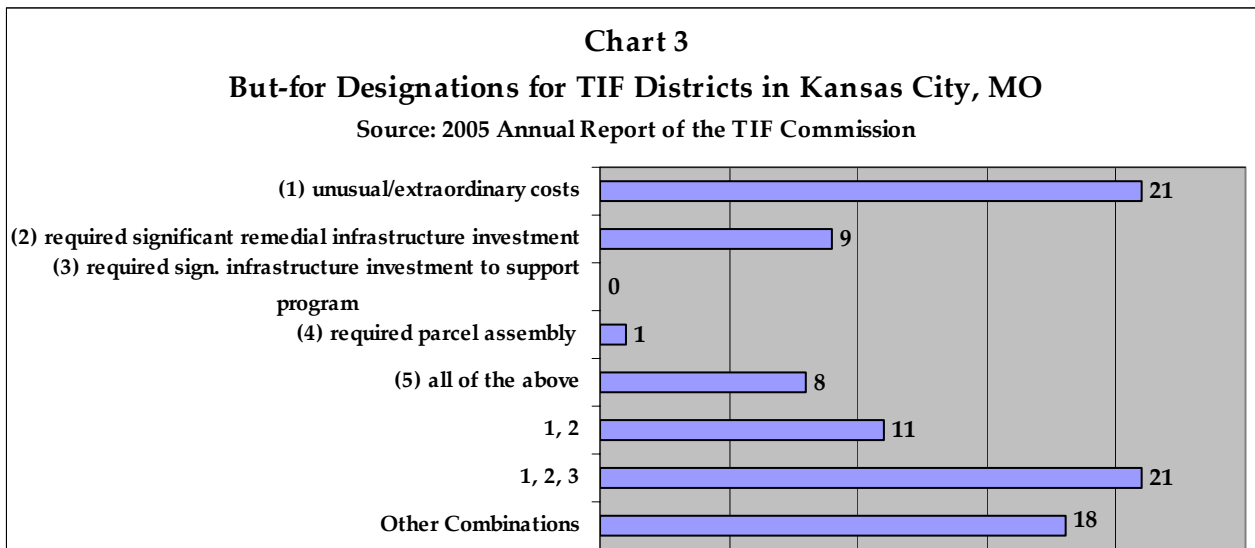 Chart 3
But-for Designations for TIF Districts in Kansas City, MO
Source: 2005 Annual Report of the TIF Commission
(1) unusual/extraordinary costs 21
(2) required significant remedial infrastructure investment 9
(3) required sign. infrastructure investment to support
program 0
(4) required parcel assembly 1
(5) all of the above 8
1, 2 11
1, 2, 3 21
Other Combinations 18